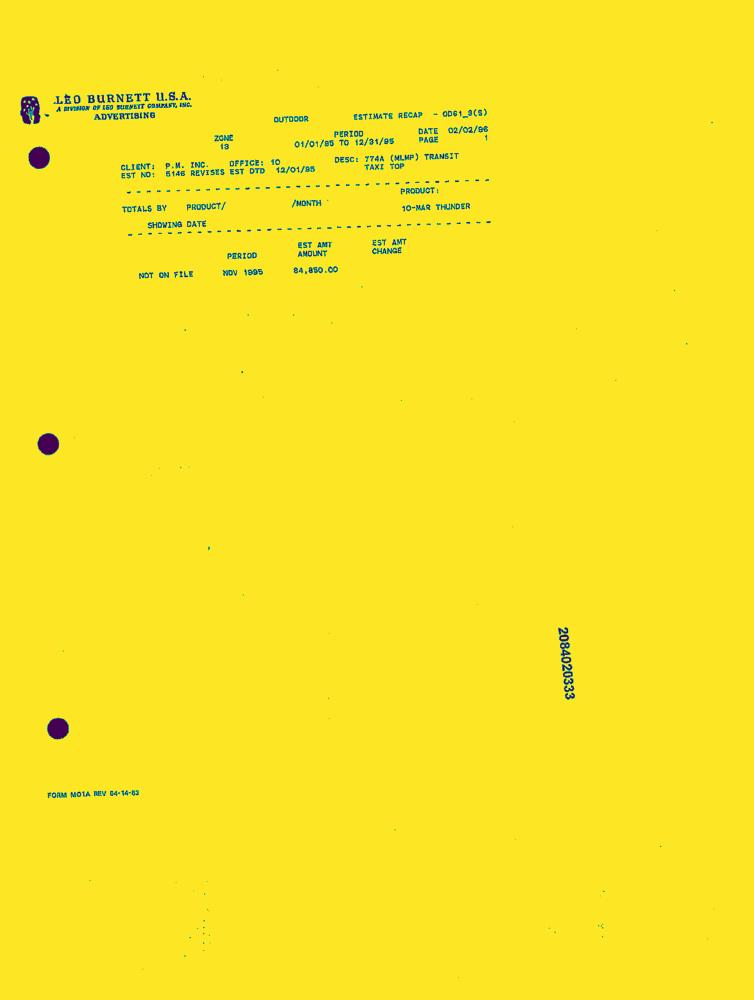 LEO BURNETT U.S.A.
A DIVISION OF LEO BURNETT COMPANY, INC.
ADVERTISING
OUTDOOR ESTIMATE RECAP - OD61_3(S)
ZONE PERIOD DATE 02/02/96
13 01/01/95 TO 12/31/95 PAGE 1
CLIENT: P.M. INC. OFFICE: 10 DESC: 774A (MLMP) TRANSIT
EST NO: 5146 REVISES EST DTD 12/01/95 TAXI TOP
PRODUCT:
TOTALS BY PRODUCT/ /MONTH 10-MAR THUNDER
SHOWING DATE
EST AMT EST AMT
PERIOD AMOUNT CHANGE
NOT ON FILE NOV 1995 84,850.00
2084020333
FORM M01A REV 04-14-83